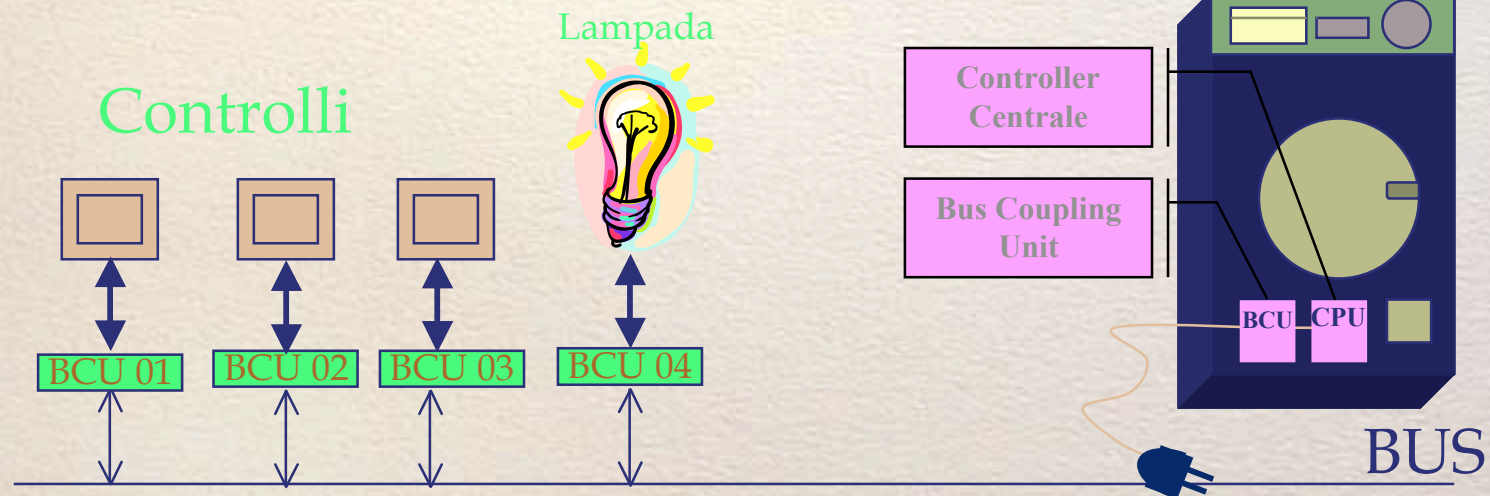 Lampada
Controlli
BCU 01
BCU 02
BCU 03
BCU 04
Controller
Centrale
Bus Coupling
Unit
BCU
CPU
BUS